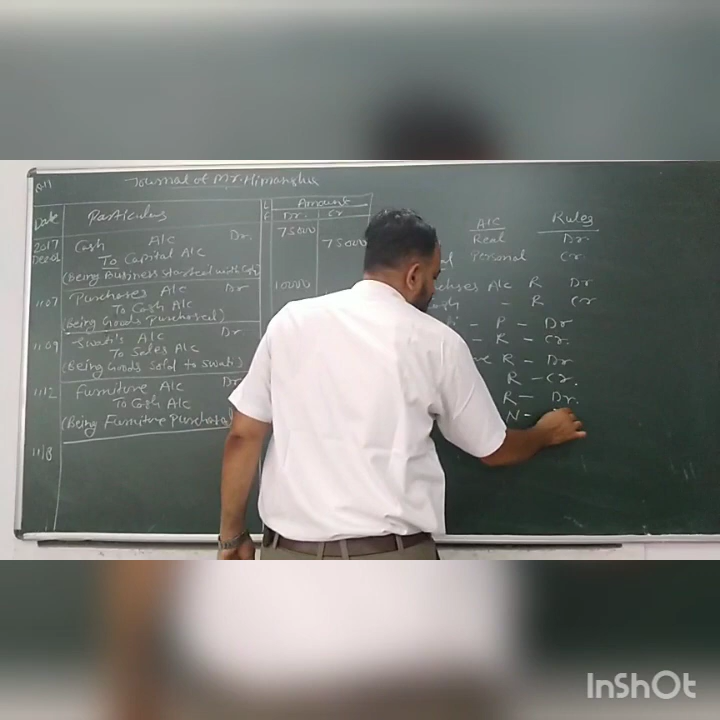 Journal of Mr. Himanshu
Date Particulars L F Amount
Dr. Cr
2017
Dec 01 Cash A/c Dr. 75000
To Capital A/c 75000
(Being Business started with Cash)
11 07 Purchases A/c Dr 10000
To Cash A/c
(Being Goods Purchased)
11 09 Swati's A/c Dr
To Sales A/c
(Being Goods Sold to Swati)
11 12 Furniture A/c Dr
To Cash A/c
(Being Furniture Purchased
11 18
A/C Rules
Real Dr.
Personal Cr
A/c R Dr
- R Cr
- P - Dr
- R - Cr.
R - Dr
R - Cr.
R - Dr.
N -
InShOt